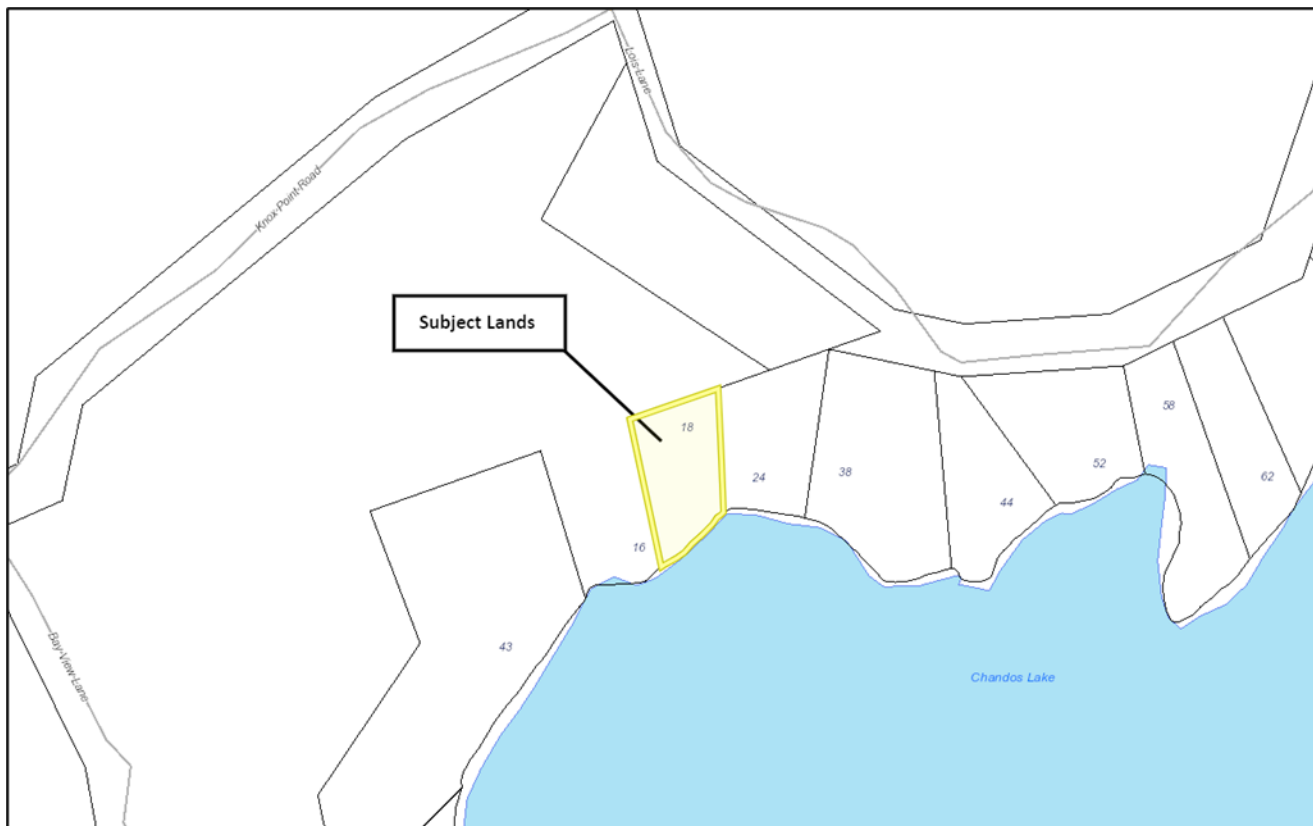 Lois Lane
Knox Point Road
Subject Lands
18
58
24
38
52
62
44
16
43
Bay View Lane
Chandos Lake